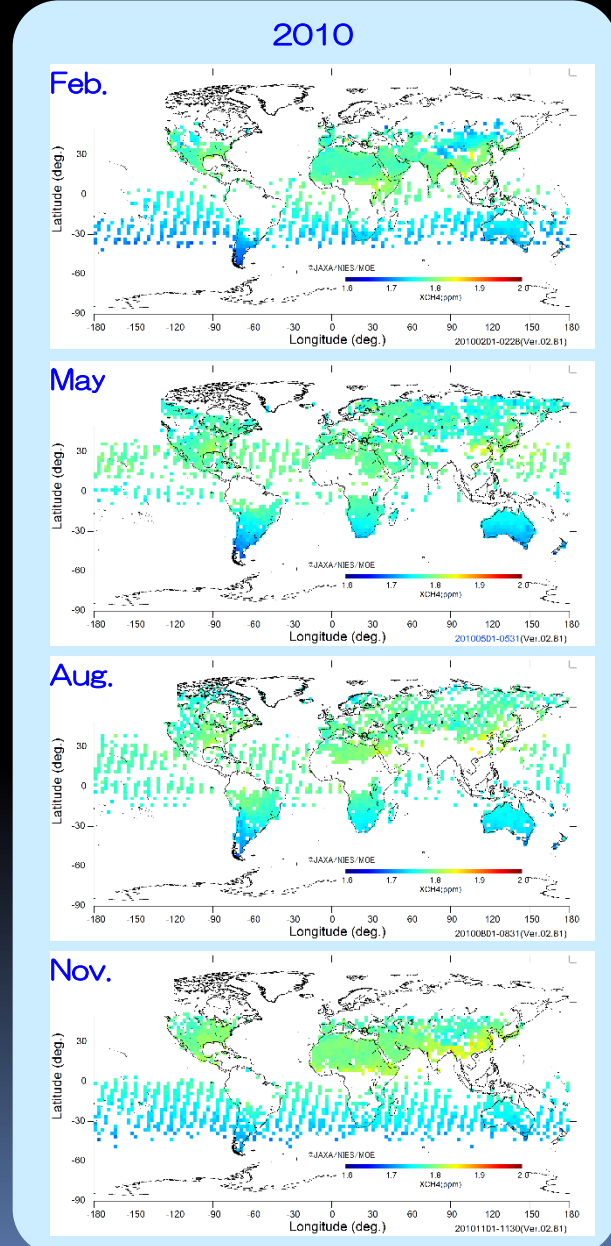 2010
Feb.
Latitude (deg.)
30
0
-30
-60
-90
©JAXA/NIES/MOE
1.6 1.7 1.8 1.9 2.0
XCH4(ppm)
-180 -150 -120 -90 -60 -30 0 30 60 90 120 150 180
Longitude (deg.)
20100201-0228(Ver.02.81)
May
Latitude (deg.)
30
0
-30
-60
-90
©JAXA/NIES/MOE
1.6 1.7 1.8 1.9 2.0
XCH4(ppm)
-180 -150 -120 -90 -60 -30 0 30 60 90 120 150 180
Longitude (deg.)
20100501-0531(Ver.02.81)
Aug.
Latitude (deg.)
30
0
-30
-60
-90
©JAXA/NIES/MOE
1.6 1.7 1.8 1.9 2.0
XCH4(ppm)
-180 -150 -120 -90 -60 -30 0 30 60 90 120 150 180
Longitude (deg.)
20100801-0831(Ver.02.81)
Nov.
Latitude (deg.)
30
0
-30
-60
-90
©JAXA/NIES/MOE
1.6 1.7 1.8 1.9 2.0
XCH4(ppm)
-180 -150 -120 -90 -60 -30 0 30 60 90 120 150 180
Longitude (deg.)
20101101-1130(Ver.02.81)